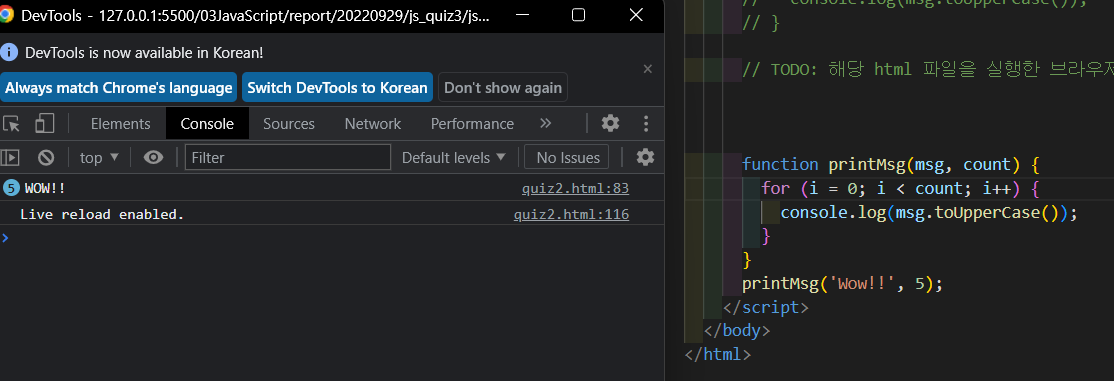 DevTools - 127.0.0.1:5500/03JavaScript/report/20220929/js_quiz3/js...
DevTools is now available in Korean!
Always match Chrome's language
Switch DevTools to Korean
Don't show again
Elements
Console
Sources
Network
Performance
top
Filter
Default levels
No Issues
5 WOW!! quiz2.html:83
Live reload enabled. quiz2.html:116
// console.log(msg.toUpperCase());
// }
// TODO: 해당 html 파일을 실행한 브라우저
function printMsg(msg, count) {
for (i = 0; i < count; i++) {
console.log(msg.toUpperCase());
}
}
printMsg('Wow!!', 5);
</script>
</body>
</html>